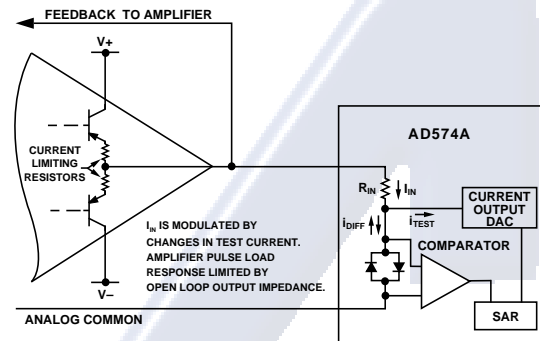 FEEDBACK TO AMPLIFIER
V+
CURRENT
LIMITING
RESISTORS
V–
IIN IS MODULATED BY
CHANGES IN TEST CURRENT.
AMPLIFIER PULSE LOAD
RESPONSE LIMITED BY
OPEN LOOP OUTPUT IMPEDANCE.
ANALOG COMMON
AD574A
RIN
IIN
iDIFF
iTEST
CURRENT
OUTPUT
DAC
COMPARATOR
SAR